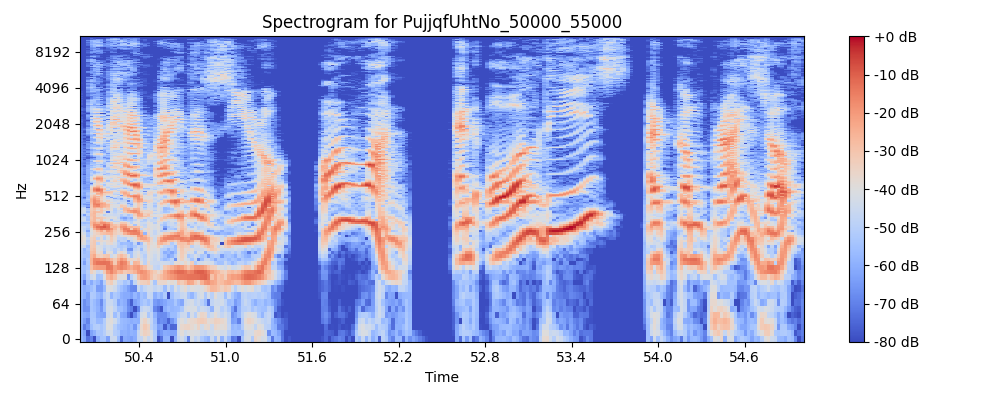 Spectrogram for PujjqfUhtNo_50000_55000
8192
4096
2048
1024
512
256
128
64
0
Hz
50.4 51.0 51.6 52.2 52.8 53.4 54.0 54.6
Time
+0 dB
-10 dB
-20 dB
-30 dB
-40 dB
-50 dB
-60 dB
-70 dB
-80 dB